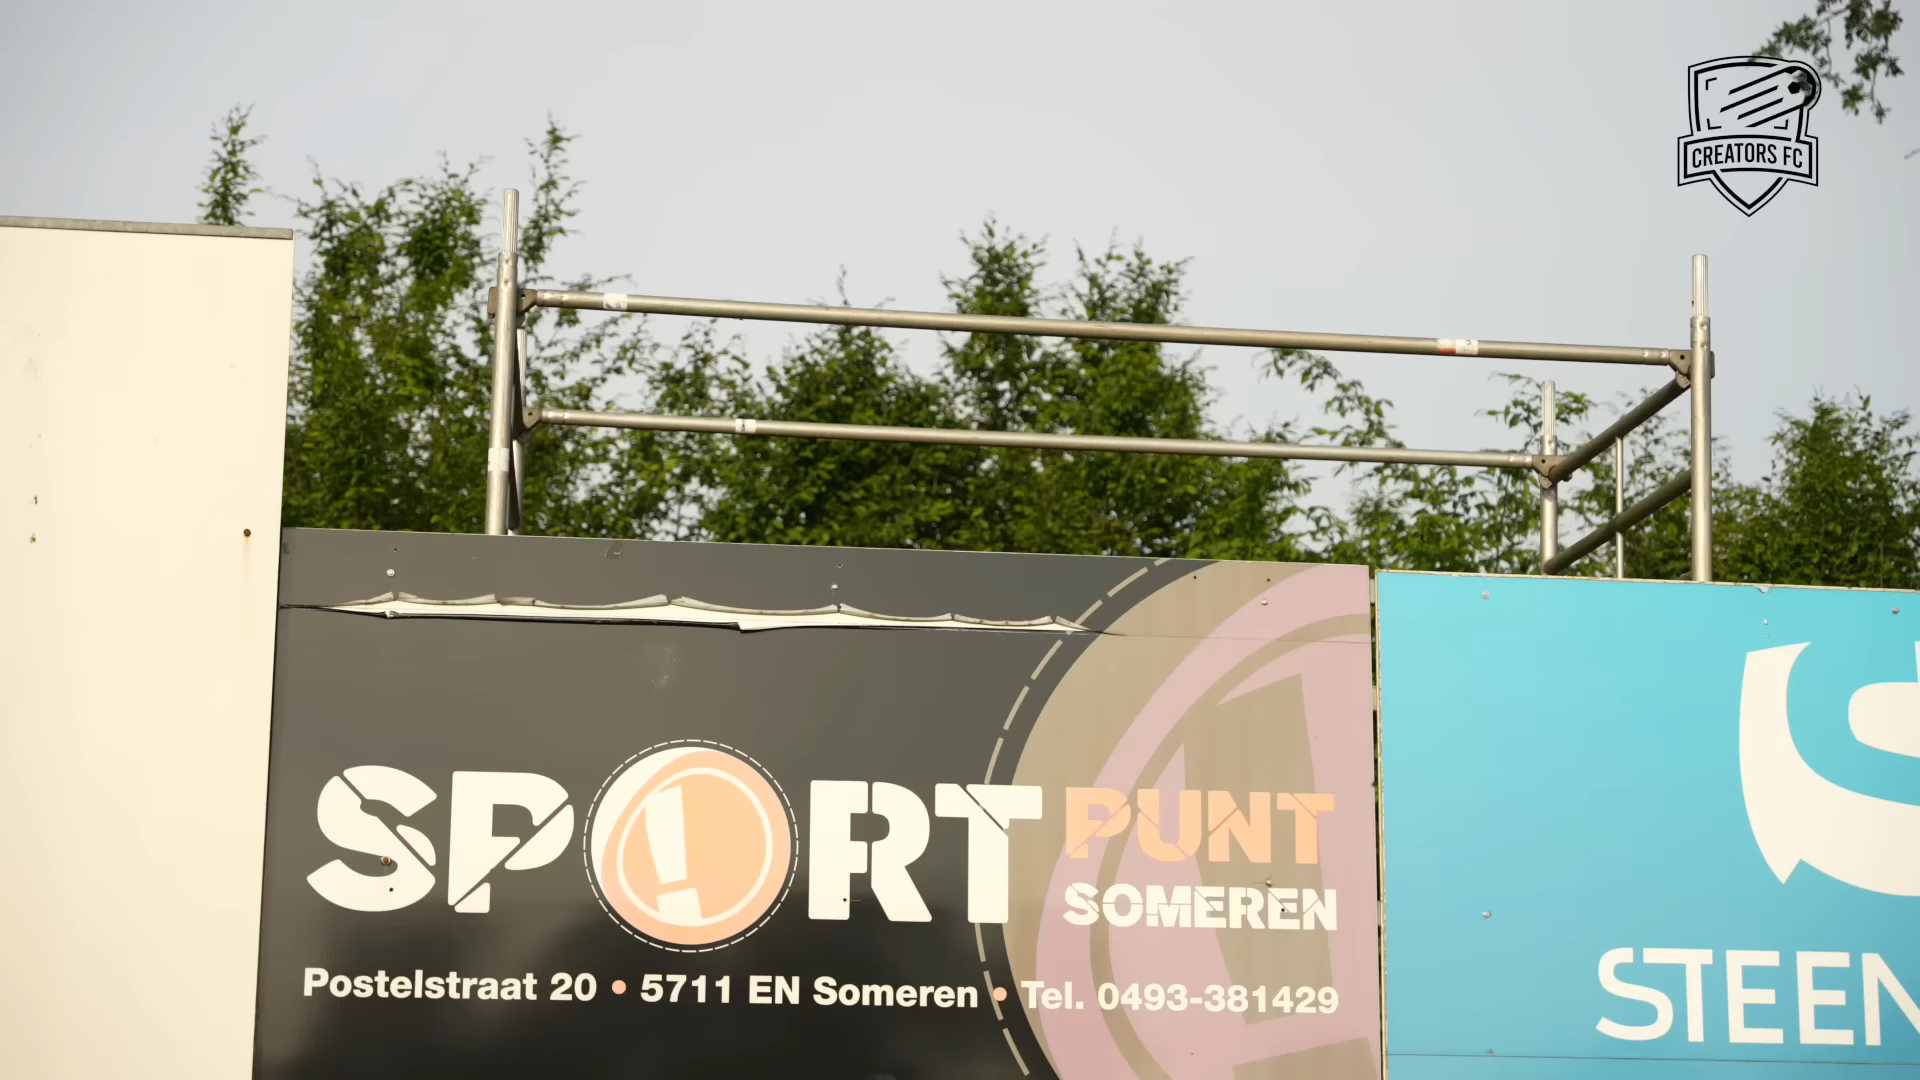 CREATORS FC
SPORT PUNT
SOMEREN
Postelstraat 20 • 5711 EN Someren • Tel. 0493-381429
STEEN